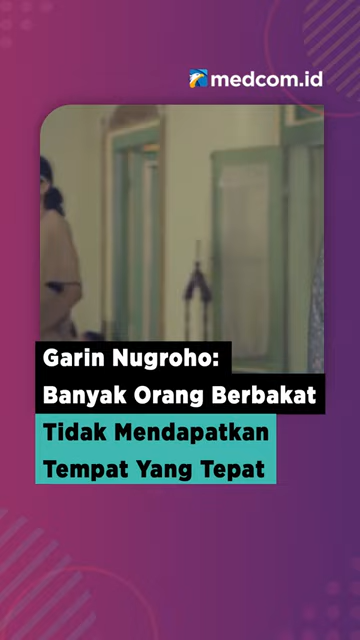 medcom.id
Garin Nugroho:
Banyak Orang Berbakat
Tidak Mendapatkan
Tempat Yang Tepat